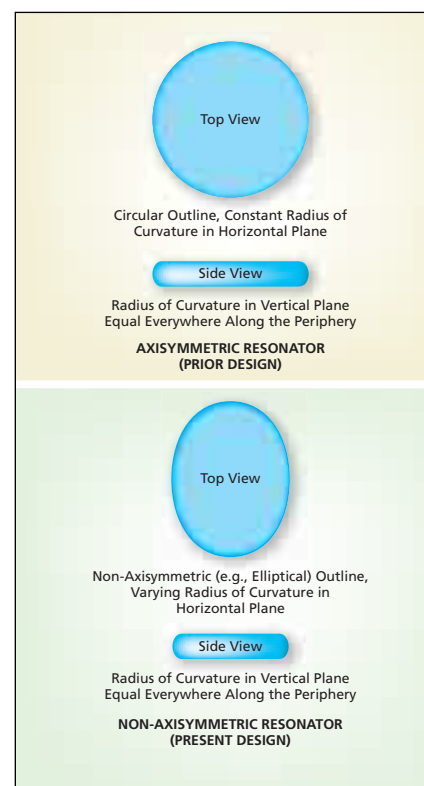 Top View
Circular Outline, Constant Radius of
Curvature in Horizontal Plane
Side View
Radius of Curvature in Vertical Plane
Equal Everywhere Along the Periphery
AXISYMMETRIC RESONATOR
(PRIOR DESIGN)
Top View
Non-Axisymmetric (e.g., Elliptical) Outline,
Varying Radius of Curvature in
Horizontal Plane
Side View
Radius of Curvature in Vertical Plane
Equal Everywhere Along the Periphery
NON-AXISYMMETRIC RESONATOR
(PRESENT DESIGN)